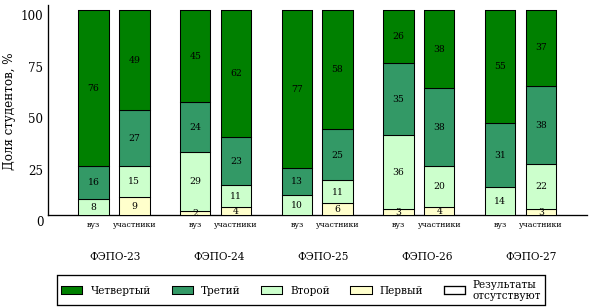 Доля студентов, %
100
75
50
25
0
76 49 45 62 77 58 26 38 55 37
16 27 24 23 13 25 35 38 31 38
8 15 29 11 10 11 36 20 14 22
9 2 4 6 3 4 3
вуз участники вуз участники вуз участники вуз участники вуз участники
ФЭПО-23 ФЭПО-24 ФЭПО-25 ФЭПО-26 ФЭПО-27
Четвертый Третий Второй Первый Результаты
отсутствуют